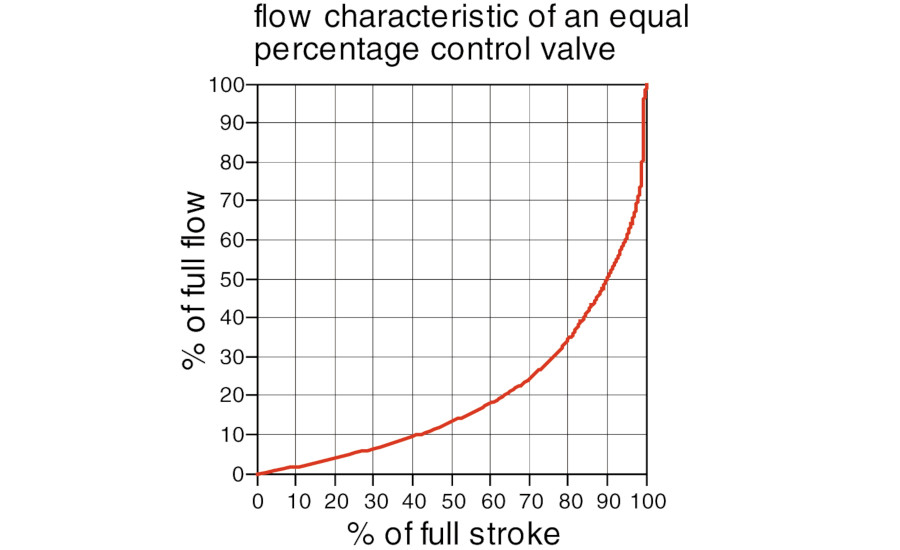 flow characteristic of an equal
percentage control valve
100
90
80
70
60
50
40
30
20
10
0
% of full flow
0 10 20 30 40 50 60 70 80 90 100
% of full stroke